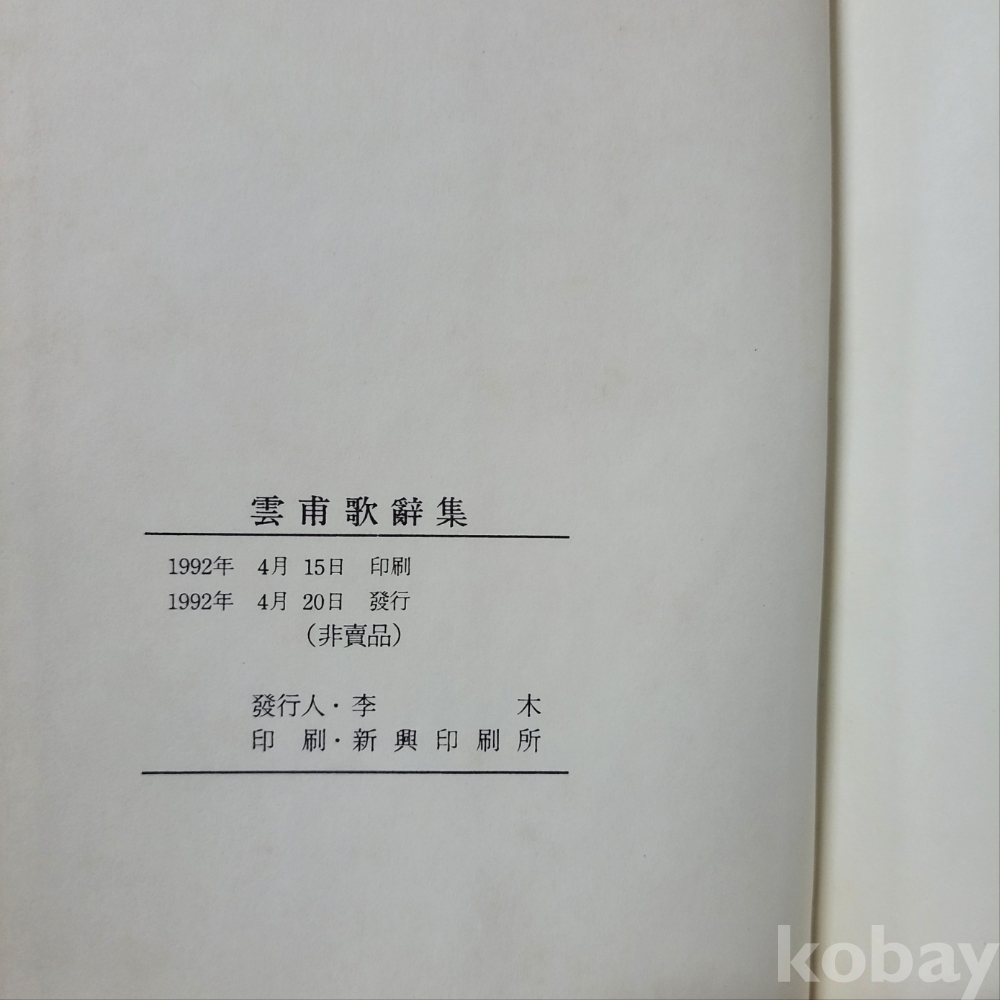 雲甫歌辭集
1992年 4月 15日 印刷
1992年 4月 20日 發行
(非賣品)
發行人・李 木
印 刷・新興印刷所
kobay